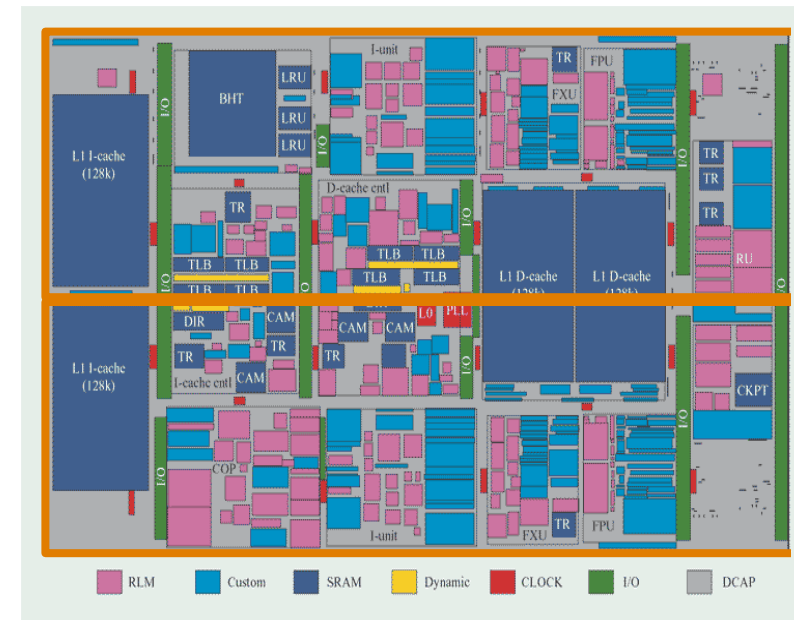 I-unit
FPU
TR
FXU
BHT
LRU
LRU
LRU
I/O
I/O
I/O
L1 I-cache
(128k)
TR
TR
TR
D-cache cntl
TR
I/O
TLB
TLB
TLB
TLB
TLB
TLB
TLB
TLB
L1 D-cache
(128k)
L1 D-cache
(128k)
RU
I/O
I/O
I/O
DIR
CAM
TR
TR
CAM
I-cache cntl
DIR
CAM
CAM
L0
PLL
TR
I/O
L1 I-cache
(128k)
CKPT
I/O
I/O
COP
I-unit
FXU
TR
FPU
RLM
Custom
SRAM
Dynamic
CLOCK
I/O
DCAP